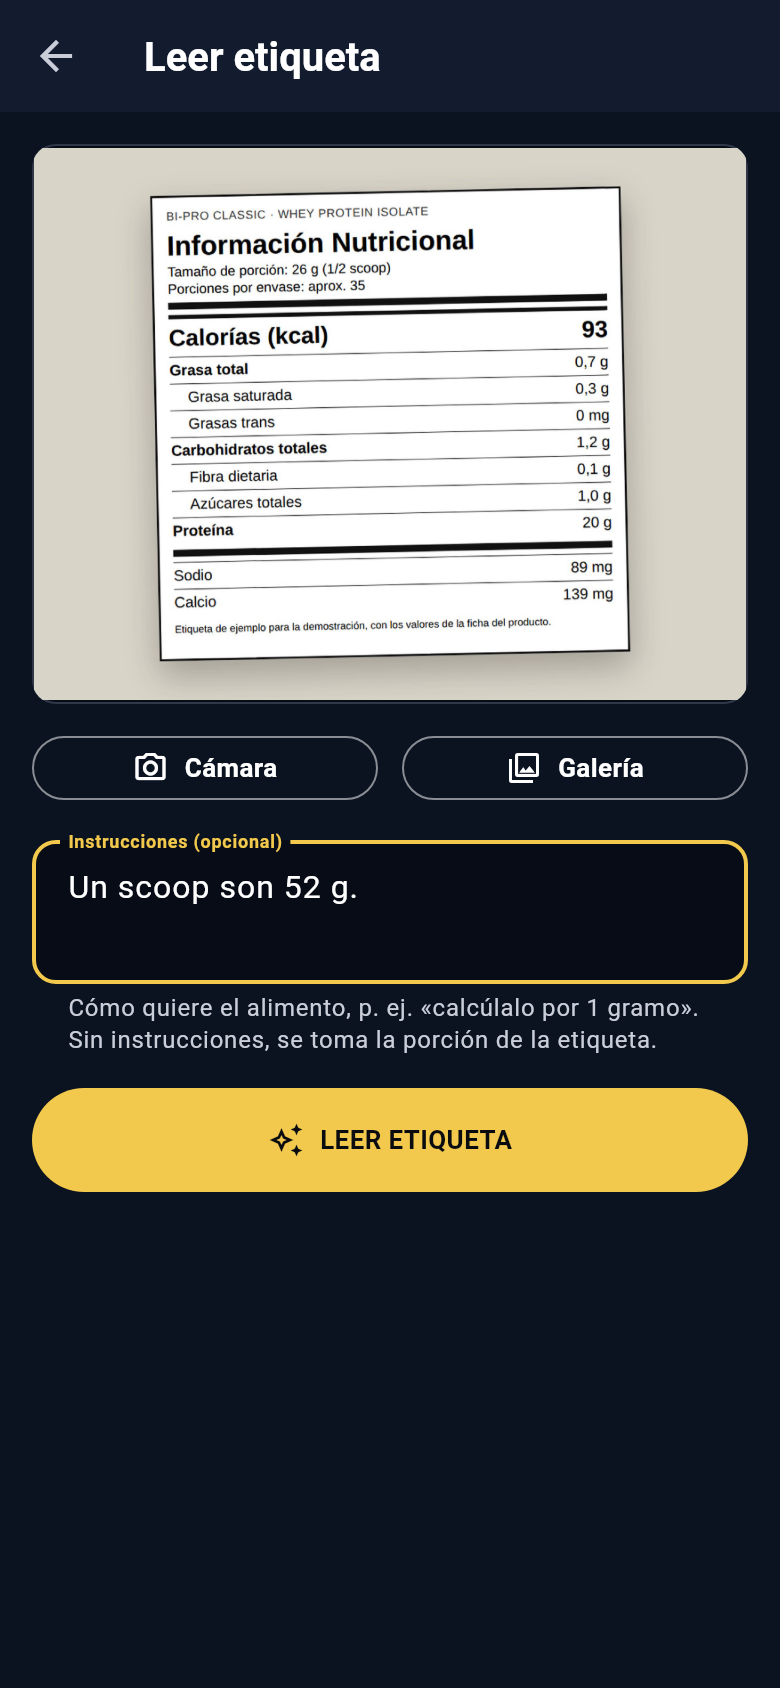 Leer etiqueta
BI-PRO CLASSIC · WHEY PROTEIN ISOLATE
Información Nutricional
Tamaño de porción: 26 g (1/2 scoop)
Porciones por envase: aprox. 35
Calorías (kcal) 93
Grasa total 0,7 g
Grasa saturada 0,3 g
Grasas trans 0 mg
Carbohidratos totales 1,2 g
Fibra dietaria 0,1 g
Azúcares totales 1,0 g
Proteína 20 g
Sodio 89 mg
Calcio 139 mg
Etiqueta de ejemplo para la demostración, con los valores de la ficha del producto.
Cámara Galería
Instrucciones (opcional)
Un scoop son 52 g.
Cómo quiere el alimento, p. ej. «calcúlalo por 1 gramo».
Sin instrucciones, se toma la porción de la etiqueta.
LEER ETIQUETA